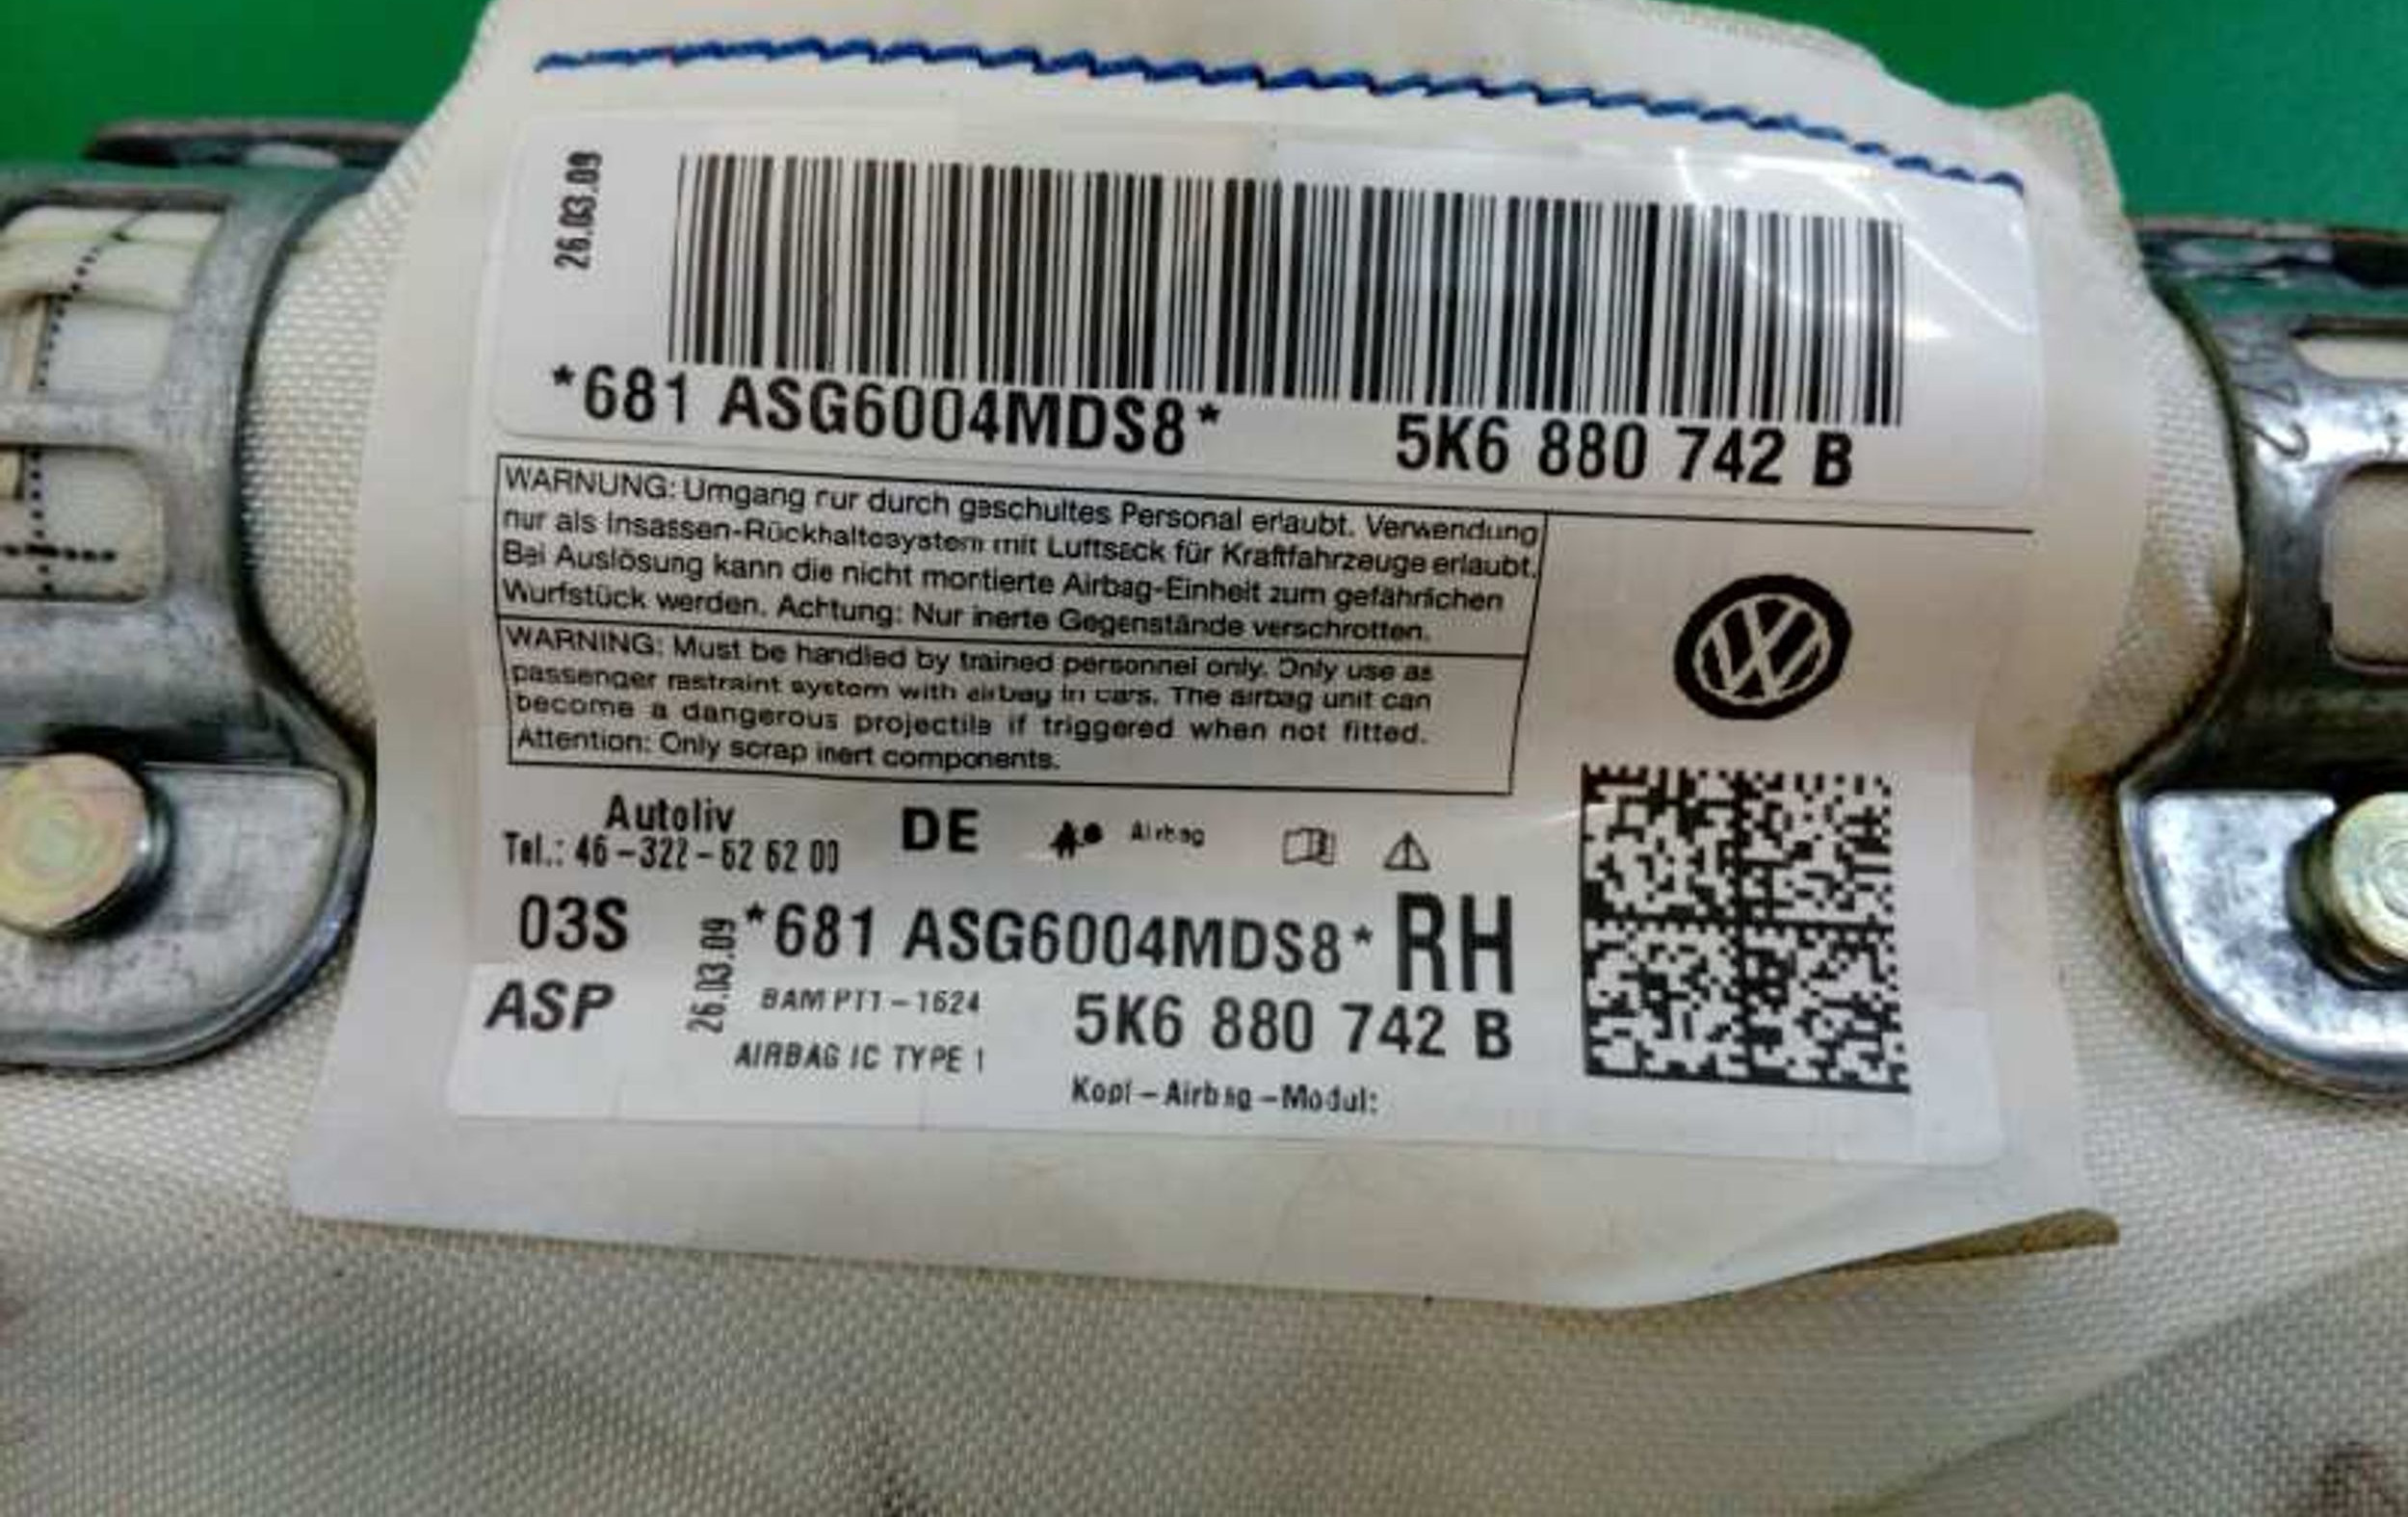 26.03.09
*681 ASG6004MDS8* 5K6 880 742 B
WARNUNG: Umgang nur durch geschultes Personal erlaubt. Verwendung
nur als Insassen-Rückhaltesystem mit Luftsack für Kraftfahrzeuge erlaubt.
Bei Auslösung kann die nicht montierte Airbag-Einheit zum gefährlichen
Wurfstück werden. Achtung: Nur inerte Gegenstände verschrotten.
WARNING: Must be handled by trained personnel only. Only use as
passenger restraint system with airbag in cars. The airbag unit can
become a dangerous projectile if triggered when not fitted.
Attention: Only scrap inert components.
Autoliv
Tel.: 46-322-62 62 00
DE
Airbag
03S
26.03.09
*681 ASG6004MDS8* RH
ASP
BAM PT1-1624
5K6 880 742 B
AIRBAG IC TYPE 1
Kopf-Airbag-Modul: